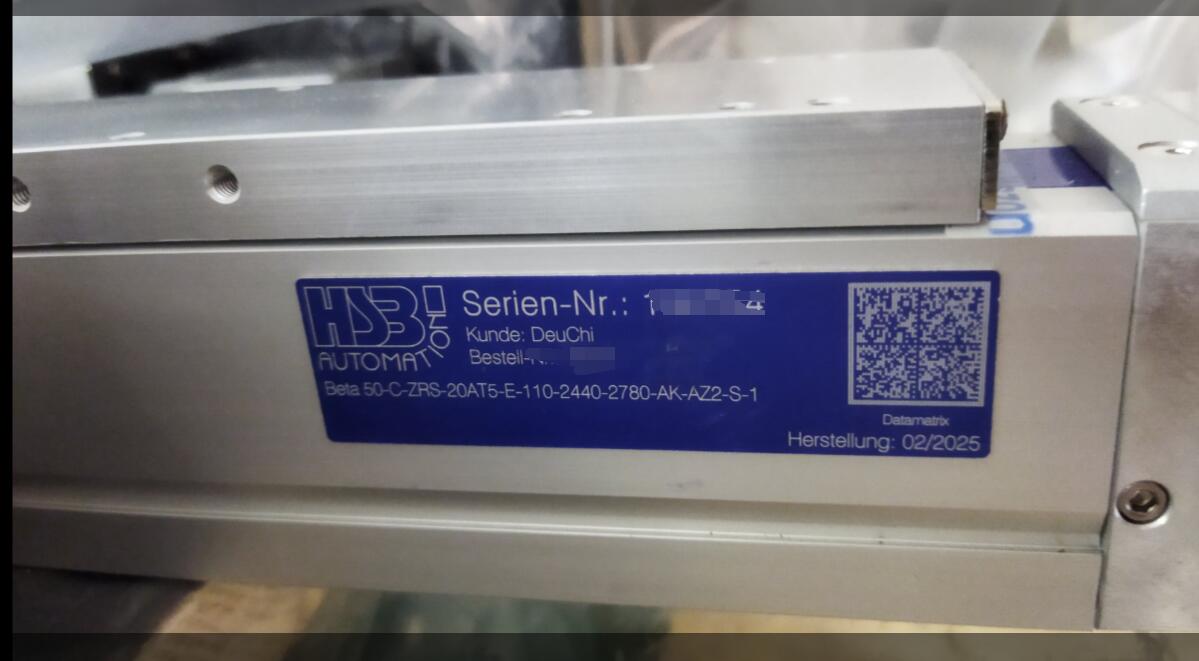 HSB
AUTOMATION!
Serien-Nr.:
Kunde: DeuChi
Bestell-
Beta 50-C-ZRS-20AT5-E-110-2440-2780-AK-AZ2-S-1
Datamatrix
Herstellung: 02/2025